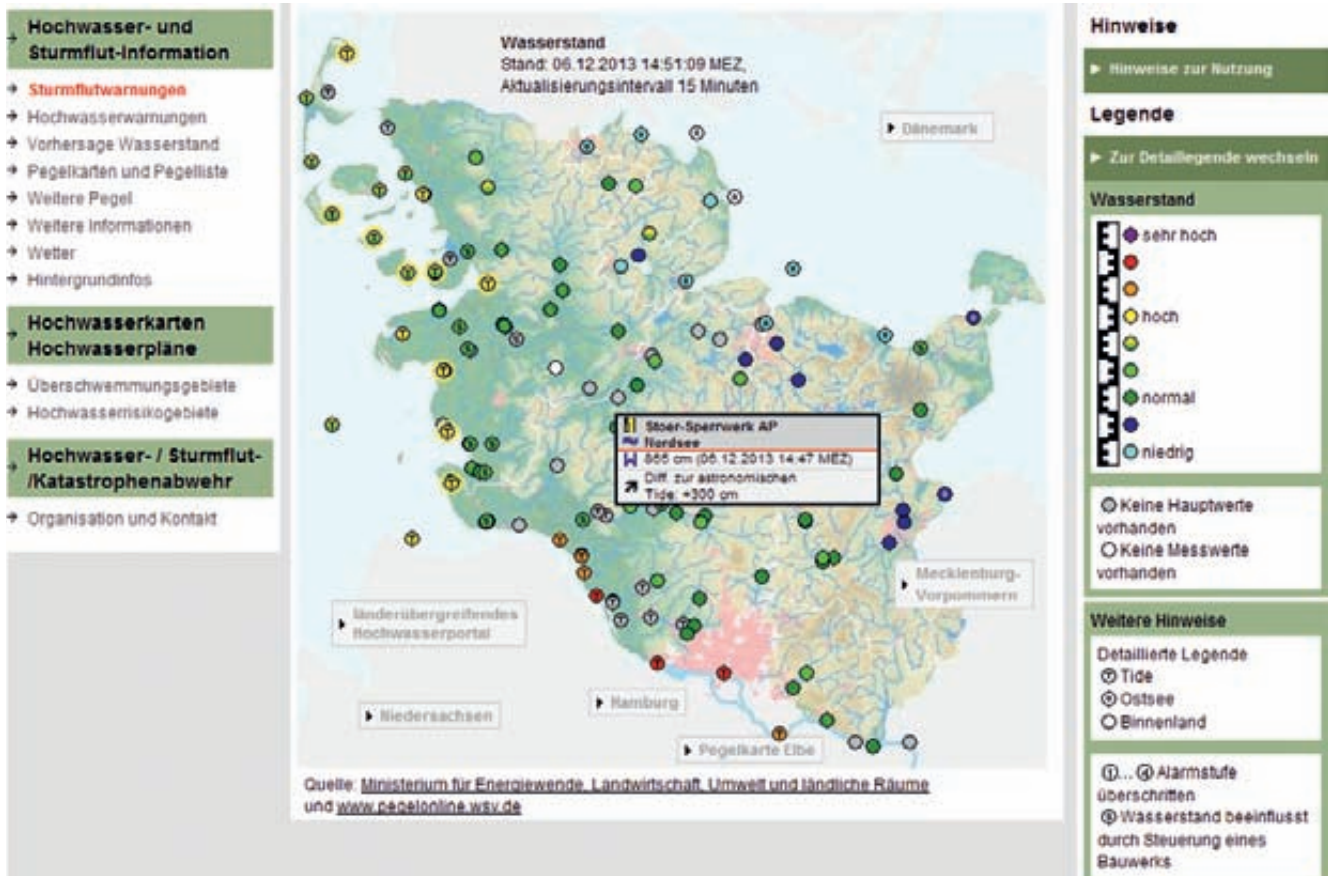 Hochwasser- und
Sturmflut-Information
Sturmflutwarnungen
Hochwasserwarnungen
Vorhersage Wasserstand
Pegelkarten und Pegelliste
Weitere Pegel
Weitere Informationen
Wetter
Hintergrundinfos
Hochwasserkarten
Hochwasserpläne
Überschwemmungsgebiete
Hochwasserrisikogebiete
Hochwasser- / Sturmflut-
/Katastrophenabwehr
Organisation und Kontakt
Wasserstand
Stand: 06.12.2013 14:51:09 MEZ,
Aktualisierungsintervall 15 Minuten
Dänemark
Stoer-Sperrwerk AP
Nordsee
866 cm (06.12.2013 14:47 MEZ)
Diff. zur astronomischen
Tide: +300 cm
Mecklenburg-
Vorpommern
länderübergreifendes
Hochwasserportal
Hamburg
Niedersachsen
Pegelkarte Elbe
Quelle: Ministerium für Energiewende, Landwirtschaft, Umwelt und ländliche Räume
und www.pegelonline.wsv.de
Hinweise
Hinweise zur Nutzung
Legende
Zur Detaillegende wechseln
Wasserstand
sehr hoch
hoch
normal
niedrig
Keine Hauptwerte
vorhanden
Keine Messwerte
vorhanden
Weitere Hinweise
Detaillierte Legende
Tide
Ostsee
Binnenland
... Alarmstufe
überschritten
Wasserstand beeinflusst
durch Steuerung eines
Bauwerks